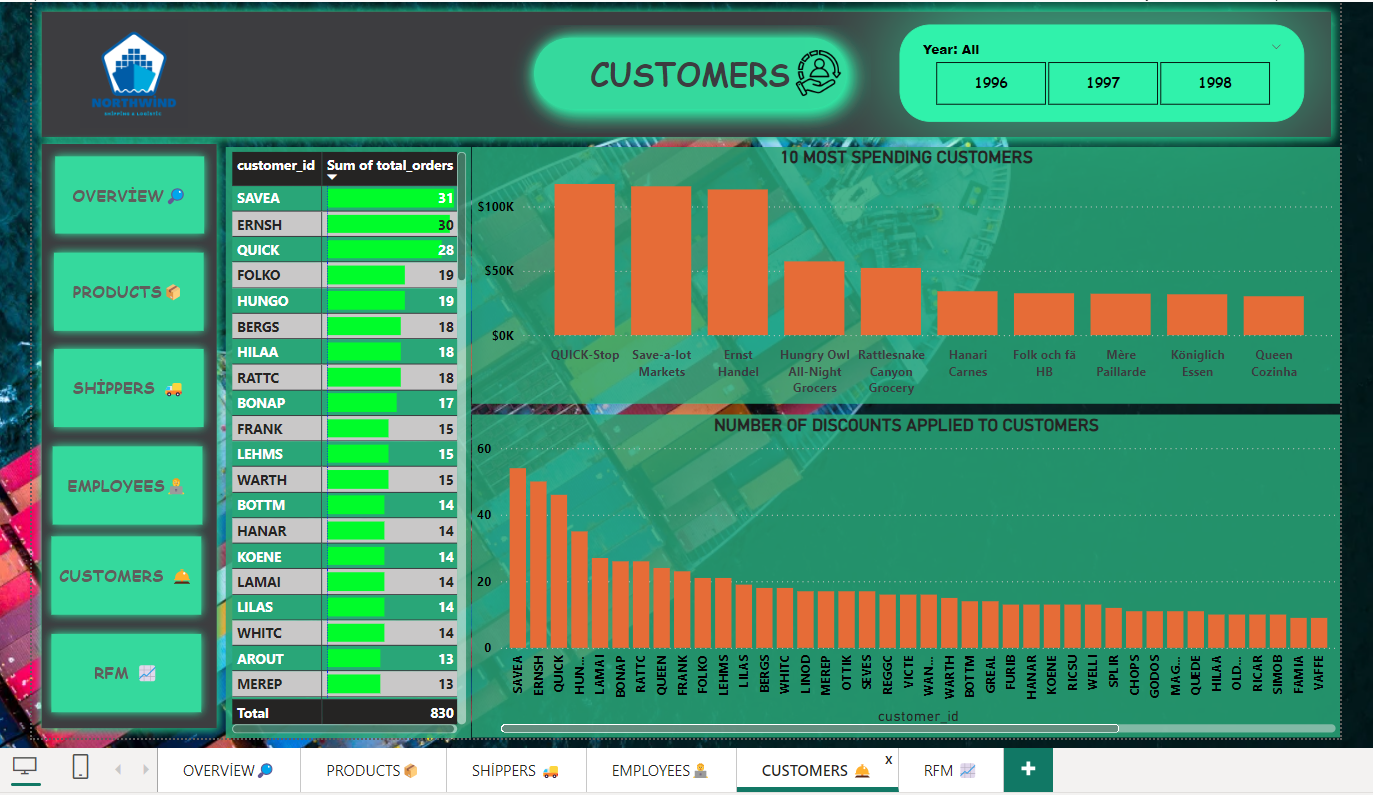 NORTHWİND
SHİPPİNG & LOGİSTİC
CUSTOMERS
Year: All
1996
1997
1998
OVERVİEW
PRODUCTS
SHİPPERS
EMPLOYEES
CUSTOMERS
RFM
customer_id Sum of total_orders
SAVEA 31
ERNSH 30
QUICK 28
FOLKO 19
HUNGO 19
BERGS 18
HILAA 18
RATTC 18
BONAP 17
FRANK 15
LEHMS 15
WARTH 15
BOTTM 14
HANAR 14
KOENE 14
LAMAI 14
LILAS 14
WHITC 14
AROUT 13
MEREP 13
Total 830
10 MOST SPENDING CUSTOMERS
$100K
$50K
$0K
QUICK-Stop
Save-a-lot
Markets
Ernst
Handel
Hungry Owl
All-Night
Grocers
Rattlesnake
Canyon
Grocery
Hanari
Carnes
Folk och fä
HB
Mère
Paillarde
Königlich
Essen
Queen
Cozinha
NUMBER OF DISCOUNTS APPLIED TO CUSTOMERS
60
40
20
0
SAVEA
ERNSH
QUICK
HUN...
LAMAI
BONAP
RATTC
QUEEN
FRANK
FOLKO
LEHMS
LILAS
BERGS
WHITC
LINOD
MEREP
OTTIK
SEVES
REGGC
VICTE
WAN...
WARTH
BOTTM
GREAL
FURIB
HANAR
KOENE
RICSU
WELLI
SPLIR
CHOPS
GODOS
MAG...
QUEDE
HILAA
OLD...
RICAR
SIMOB
FAMIA
VAFFE
customer_id
OVERVİEW
PRODUCTS
SHİPPERS
EMPLOYEES
CUSTOMERS
x
RFM
+